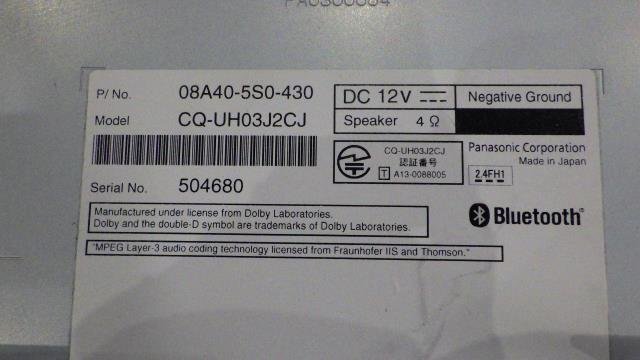 P/ No. 08A40-5S0-430
Model CQ-UH03J2CJ
Serial No. 504680
DC 12V Negative Ground
Speaker 4 Ω
CQ-UH03J2CJ
認証番号
T A13-0088005
Panasonic Corporation
Made in Japan
2.4FH1
Bluetooth®
Manufactured under license from Dolby Laboratories.
Dolby and the double-D symbol are trademarks of Dolby Laboratories.
"MPEG Layer-3 audio coding technology licensed from Fraunhofer IIS and Thomson."